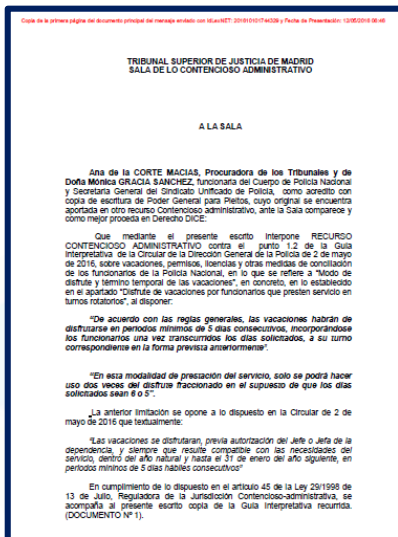 Copia de la primera página del documento principal del mensaje enviado con IdLexNET: y Fecha de Presentación:
TRIBUNAL SUPERIOR DE JUSTICIA DE MADRID
SALA DE LO CONTENCIOSO ADMINISTRATIVO
A LA SALA
Ana de la CORTE MACIAS, Procuradora de los Tribunales y de
Doña Mónica GRACIA SANCHEZ, funcionaria del Cuerpo de Policía Nacional
y Secretaria General del Sindicato Unificado de Policía, como acredito con
copia de escritura de Poder General para Pleitos, cuyo original se encuentra
aportada en otro recurso Contencioso administrativo, ante la Sala comparece y
como mejor proceda en Derecho DICE:
Que mediante el presente escrito interpone RECURSO
CONTENCIOSO ADMINISTRATIVO contra el punto 1.2 de la Guía
Interpretativa de la Circular de la Dirección General de la Policía de 2 de mayo
de 2016, sobre vacaciones, permisos, licencias y otras medidas de conciliación
de los funcionarios de la Policía Nacional, en lo que se refiere a "Modo de
disfrute y término temporal de las vacaciones", en concreto, en lo establecido
en el apartado "Disfrute de vacaciones por funcionarios que presten servicio en
turnos rotatorios", al disponer:
"De acuerdo con las reglas generales, las vacaciones habrán de
disfrutarse en periodos mínimos de 5 días consecutivos, incorporándose
los funcionarios una vez transcurridos los días solicitados, a su turno
correspondiente en la forma prevista anteriormente".
"En esta modalidad de prestación del servicio, solo se podrá hacer
uso dos veces del disfrute fraccionado en el supuesto de que los días
solicitados sean 6 o 5".
La anterior limitación se opone a lo dispuesto en la Circular de 2 de
mayo de 2016 que textualmente:
"Las vacaciones se disfrutaran, previa autorización del Jefe o Jefa de la
dependencia, y siempre que resulte compatible con las necesidades del
servicio, dentro del año natural y hasta el 31 de enero del año siguiente, en
periodos mininos de 5 días hábiles consecutivos"
En cumplimiento de lo dispuesto en el artículo 45 de la Ley 29/1998 de
13 de Julio, Reguladora de la Jurisdicción Contencioso-administrativa, se
acompaña al presente escrito copia de la Guía Interpretativa recurrida.
(DOCUMENTO Nº 1).